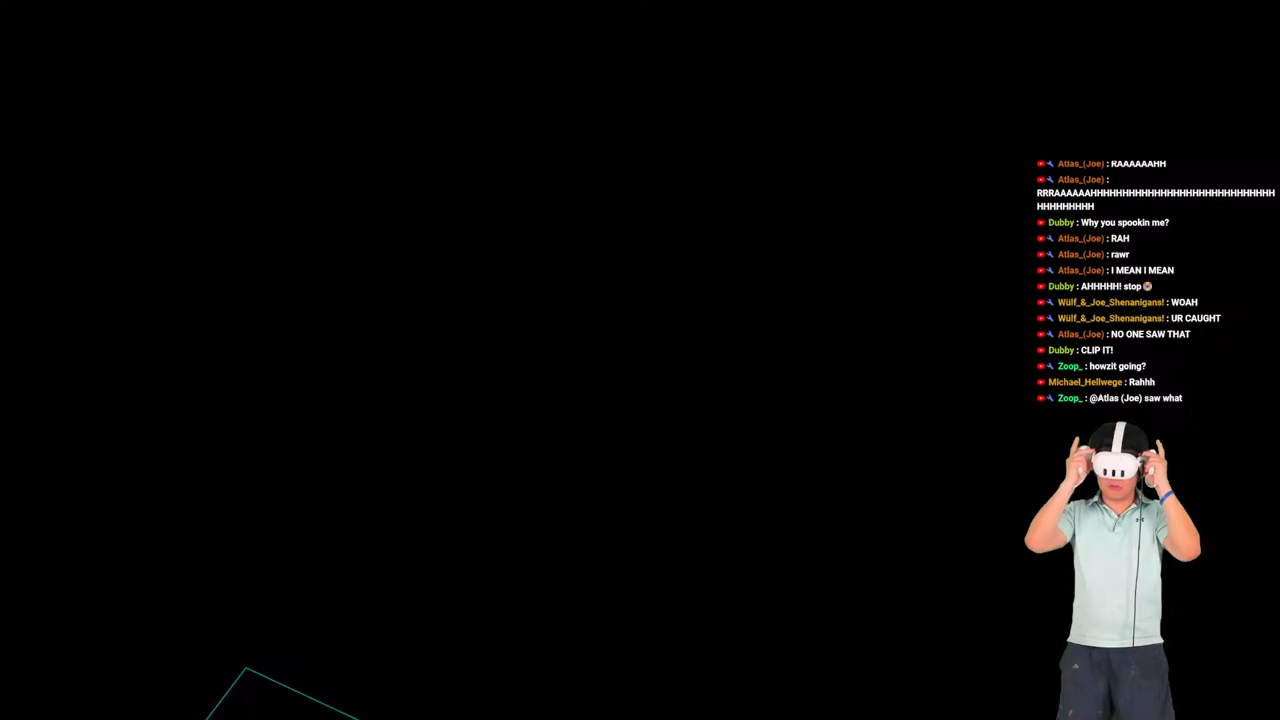 Atlas_(Joe) : RAAAAAAHH
Atlas_(Joe) :
RRRAAAAAAHHHHHHHHHHHHHHHHHHHHHHHHHHHHHH
HHHHHHHHHH
Dubby : Why you spookin me?
Atlas_(Joe) : RAH
Atlas_(Joe) : rawr
Atlas_(Joe) : I MEAN I MEAN
Dubby : AHHHHH! stop
Wülf_&_Joe_Shenanigans! : WOAH
Wülf_&_Joe_Shenanigans! : UR CAUGHT
Atlas_(Joe) : NO ONE SAW THAT
Dubby : CLIP IT!
Zoop_ : howzit going?
Michael_Hellwege : Rahhh
Zoop_ : @Atlas (Joe) saw what